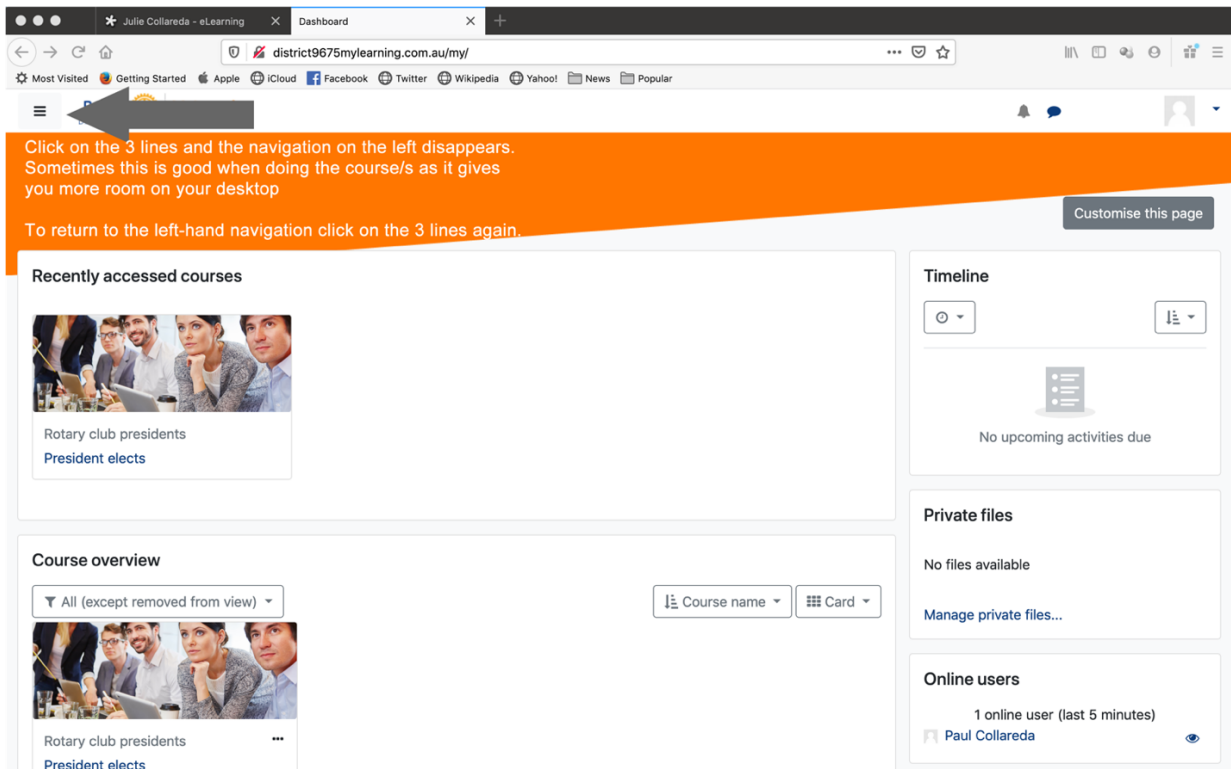 Julie Collareda - eLearning
Dashboard
district9675mylearning.com.au/my/
Most Visited Getting Started Apple iCloud Facebook Twitter Wikipedia Yahoo! News Popular
Click on the 3 lines and the navigation on the left disappears.
Sometimes this is good when doing the course/s as it gives
you more room on your desktop
To return to the left-hand navigation click on the 3 lines again.
Customise this page
Recently accessed courses
Rotary club presidents
President elects
Timeline
No upcoming activities due
Private files
No files available
Manage private files...
Course overview
All (except removed from view) Course name Card
Rotary club presidents
President elects
Online users
1 online user (last 5 minutes)
Paul Collareda